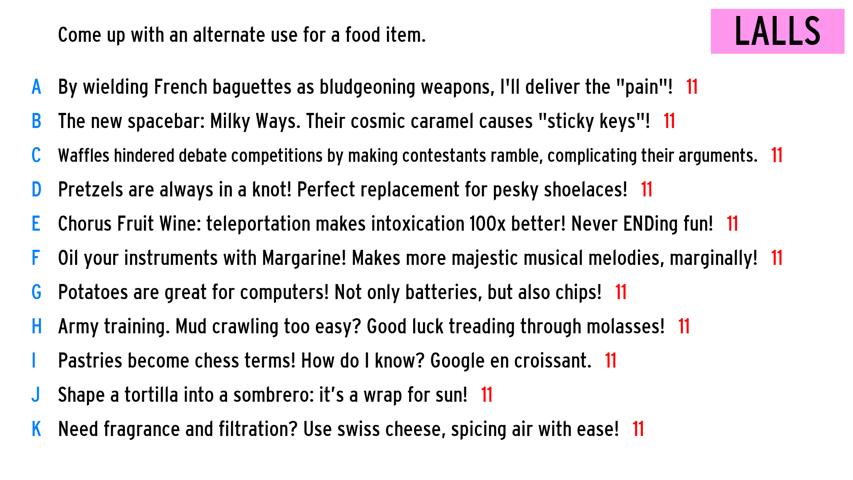 Come up with an alternate use for a food item.
LALLS
A By wielding French baguettes as bludgeoning weapons, I'll deliver the "pain"! 11
B The new spacebar: Milky Ways. Their cosmic caramel causes "sticky keys"! 11
C Waffles hindered debate competitions by making contestants ramble, complicating their arguments. 11
D Pretzels are always in a knot! Perfect replacement for pesky shoelaces! 11
E Chorus Fruit Wine: teleportation makes intoxication 100x better! Never ENDing fun! 11
F Oil your instruments with Margarine! Makes more majestic musical melodies, marginally! 11
G Potatoes are great for computers! Not only batteries, but also chips! 11
H Army training. Mud crawling too easy? Good luck treading through molasses! 11
I Pastries become chess terms! How do I know? Google en croissant. 11
J Shape a tortilla into a sombrero: it’s a wrap for sun! 11
K Need fragrance and filtration? Use swiss cheese, spicing air with ease! 11